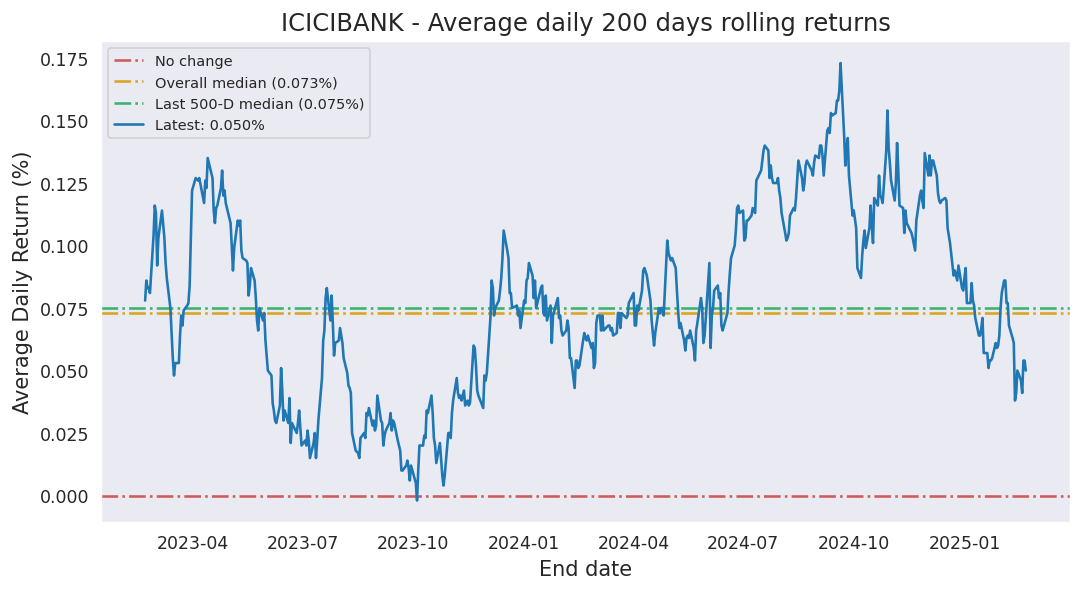 ICICIBANK - Average daily 200 days rolling returns
No change
Overall median (0.073%)
Last 500-D median (0.075%)
Latest: 0.050%
Average Daily Return (%)
0.175
0.150
0.125
0.100
0.075
0.050
0.025
0.000
2023-04 2023-07 2023-10 2024-01 2024-04 2024-07 2024-10 2025-01
End date